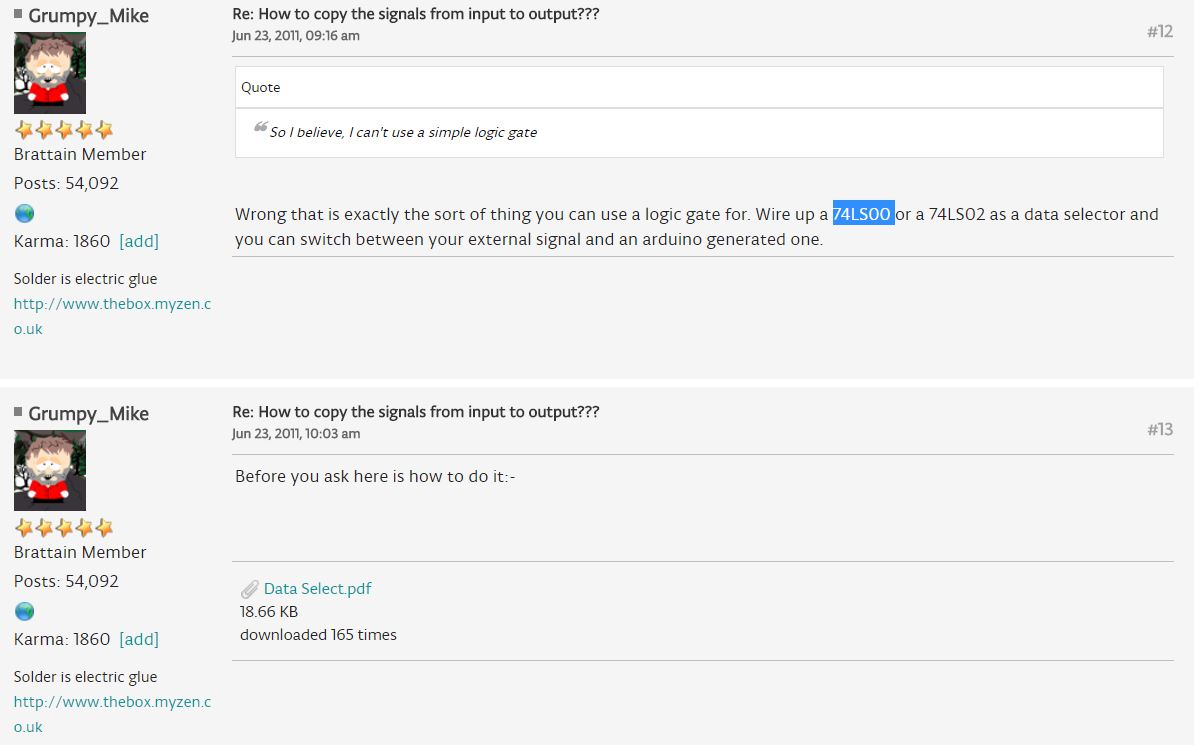 Grumpy_Mike
Brattain Member
Posts: 54,092
Karma: 1860 [add]
Solder is electric glue
http://www.thebox.myzen.c
o.uk
Re: How to copy the signals from input to output???
Jun 23, 2011, 09:16 am
#12
Quote
So I believe, I can't use a simple logic gate
Wrong that is exactly the sort of thing you can use a logic gate for. Wire up a 74LS00 or a 74LS02 as a data selector and
you can switch between your external signal and an arduino generated one.
Grumpy_Mike
Brattain Member
Posts: 54,092
Karma: 1860 [add]
Solder is electric glue
http://www.thebox.myzen.c
o.uk
Re: How to copy the signals from input to output???
Jun 23, 2011, 10:03 am
#13
Before you ask here is how to do it:-
Data Select.pdf
18.66 KB
downloaded 165 times